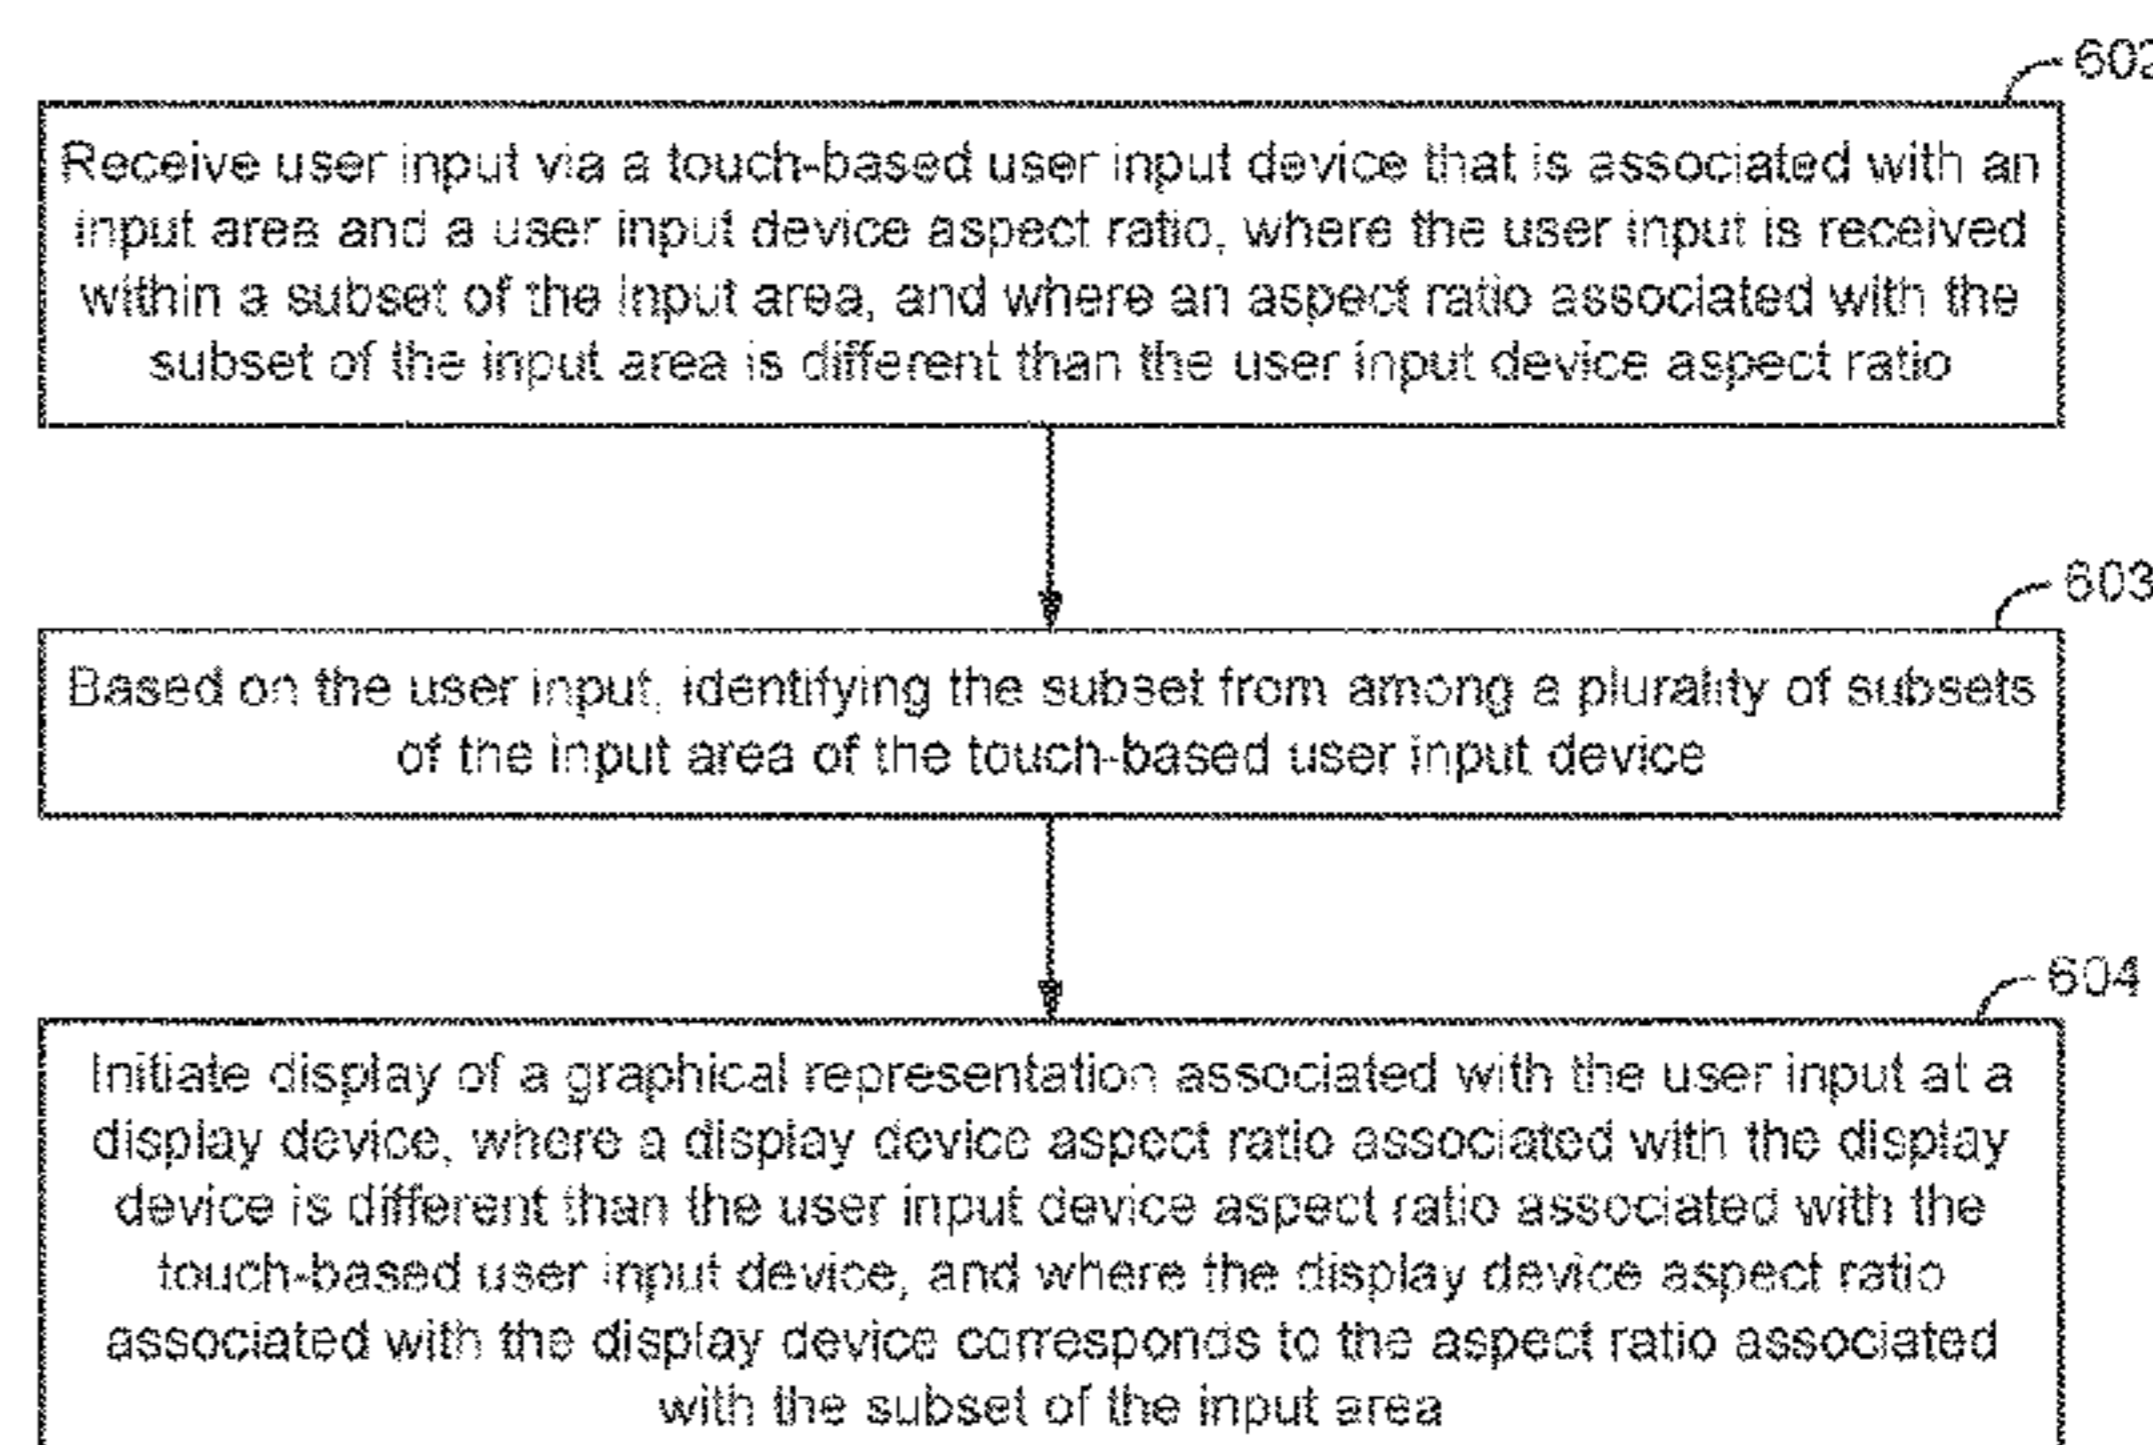 602
Receive user input via a touch-based user input device that is associated with an
input area and a user input device aspect ratio, where the user input is received
within a subset of the input area, and where an aspect ratio associated with the
subset of the input area is different than the user input device aspect ratio
603
Based on the user input, identifying the subset from among a plurality of subsets
of the input area of the touch-based user input device
604
Initiate display of a graphical representation associated with the user input at a
display device, where a display device aspect ratio associated with the display
device is different than the user input device aspect ratio associated with the
touch-based user input device, and where the display device aspect ratio
associated with the display device corresponds to the aspect ratio associated
with the subset of the input area